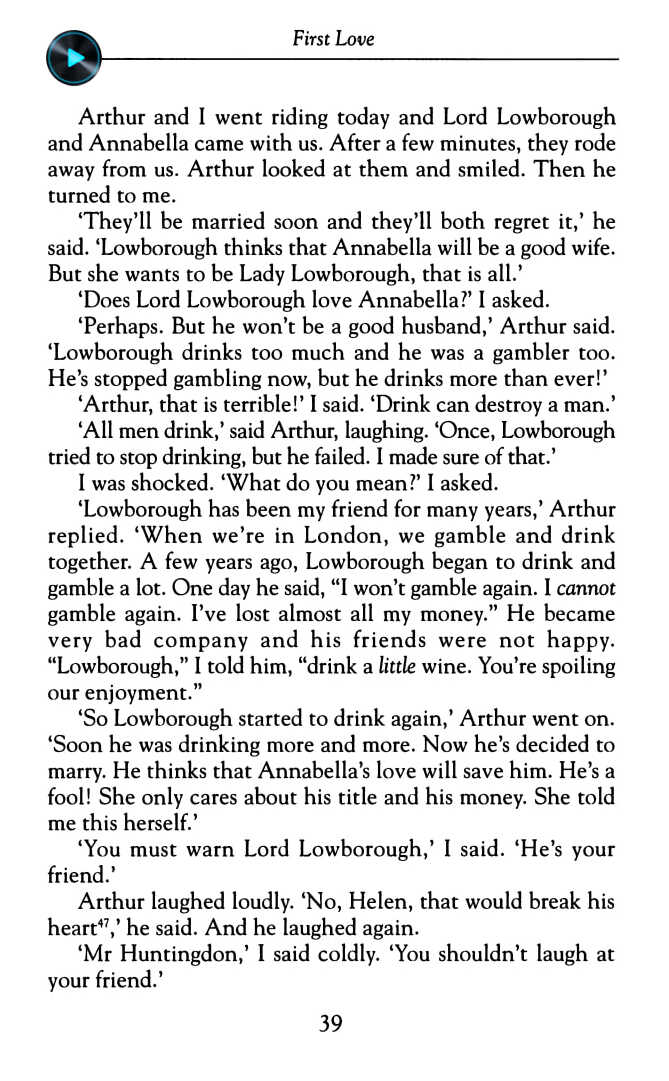 First Love
Arthur and I went riding today and Lord Lowborough
and Annabella came with us. After a few minutes, they rode
away from us. Arthur looked at them and smiled. Then he
turned to me.
‘They’ll be married soon and they’ll both regret it,’ he
said. ‘Lowborough thinks that Annabella will be a good wife.
But she wants to be Lady Lowborough, that is all.’
‘Does Lord Lowborough love Annabella?’ I asked.
‘Perhaps. But he won’t be a good husband,’ Arthur said.
‘Lowborough drinks too much and he was a gambler too.
He’s stopped gambling now, but he drinks more than ever!’
‘Arthur, that is terrible!’ I said. ‘Drink can destroy a man.’
‘All men drink,’ said Arthur, laughing. ‘Once, Lowborough
tried to stop drinking, but he failed. I made sure of that.’
I was shocked. ‘What do you mean?’ I asked.
‘Lowborough has been my friend for many years,’ Arthur
replied. ‘When we’re in London, we gamble and drink
together. A few years ago, Lowborough began to drink and
gamble a lot. One day he said, “I won’t gamble again. I cannot
gamble again. I’ve lost almost all my money.” He became
very bad company and his friends were not happy.
“Lowborough,” I told him, “drink a little wine. You’re spoiling
our enjoyment.”
‘So Lowborough started to drink again,’ Arthur went on.
‘Soon he was drinking more and more. Now he’s decided to
marry. He thinks that Annabella’s love will save him. He’s a
fool! She only cares about his title and his money. She told
me this herself.’
‘You must warn Lord Lowborough,’ I said. ‘He’s your
friend.’
Arthur laughed loudly. ‘No, Helen, that would break his
heart⁴⁷,’ he said. And he laughed again.
‘Mr Huntingdon,’ I said coldly. ‘You shouldn’t laugh at
your friend.’
39